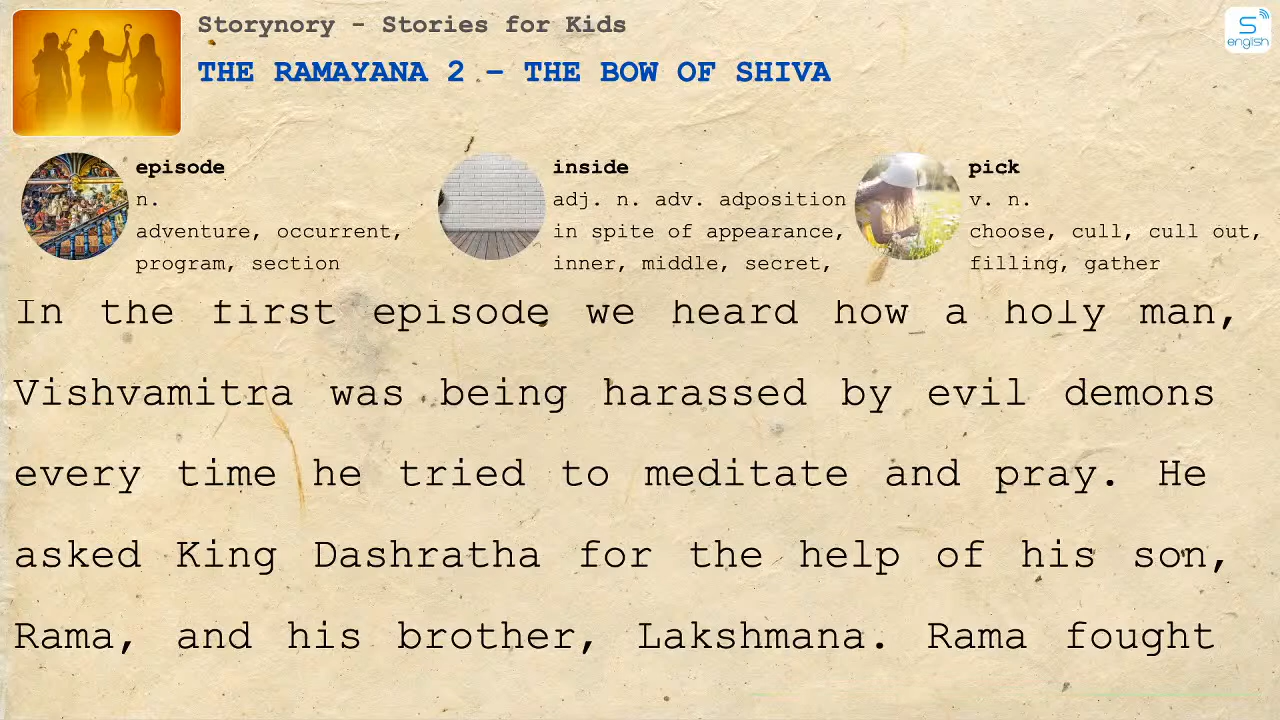 Storynory - Stories for Kids
THE RAMAYANA 2 – THE BOW OF SHIVA
S
english
episode
n.
adventure, occurrent,
program, section
inside
adj. n. adv. adposition
in spite of appearance,
inner, middle, secret,
pick
v. n.
choose, cull, cull out,
filling, gather
In the first episode we heard how a holy man,
Vishvamitra was being harassed by evil demons
every time he tried to meditate and pray. He
asked King Dashratha for the help of his son,
Rama, and his brother, Lakshmana. Rama fought